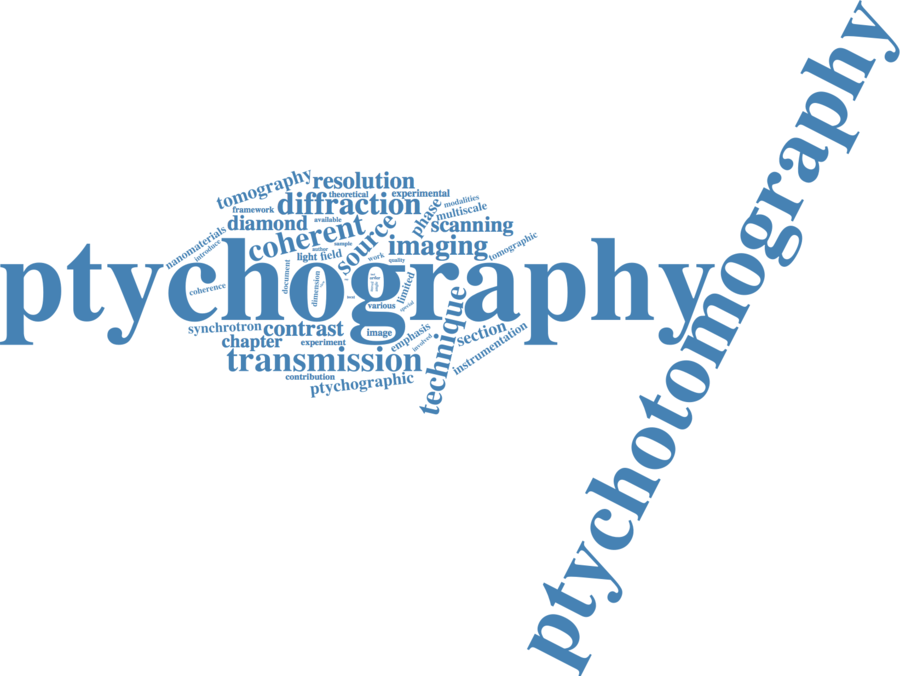 ptychotomography
tomography
resolution
theoretical
experimental
framework
diffraction
phase
modalities
multiscale
diamond
available
coherent
source
scanning
nanomaterials
introduce
author
sample
imaging
tomographic
light field
work
quality
ptychography
coherence
document
dimension
limited
special
various
synchrotron
contrast
image
emphasis
involved
technique
section
instrumentation
chapter
experiment
transmission
contribution
ptychographic